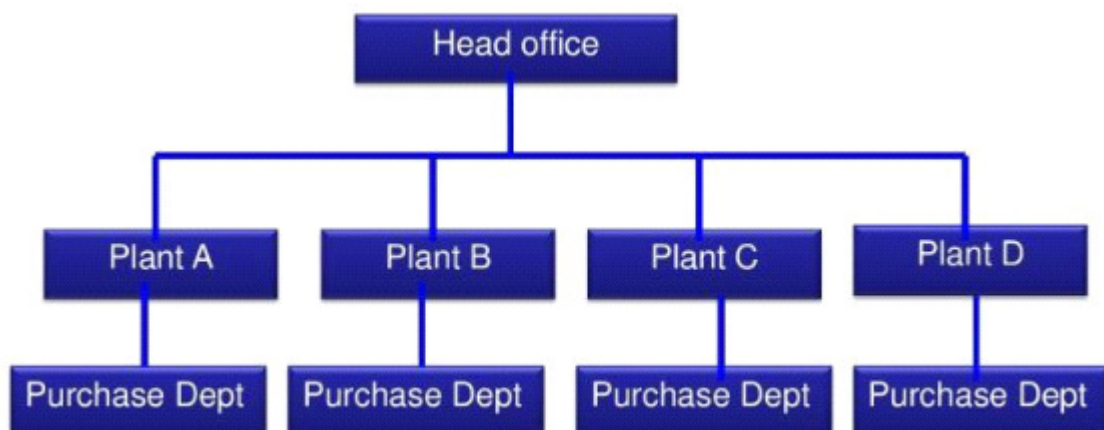 Head office
Plant A
Plant B
Plant C
Plant D
Purchase Dept
Purchase Dept
Purchase Dept
Purchase Dept